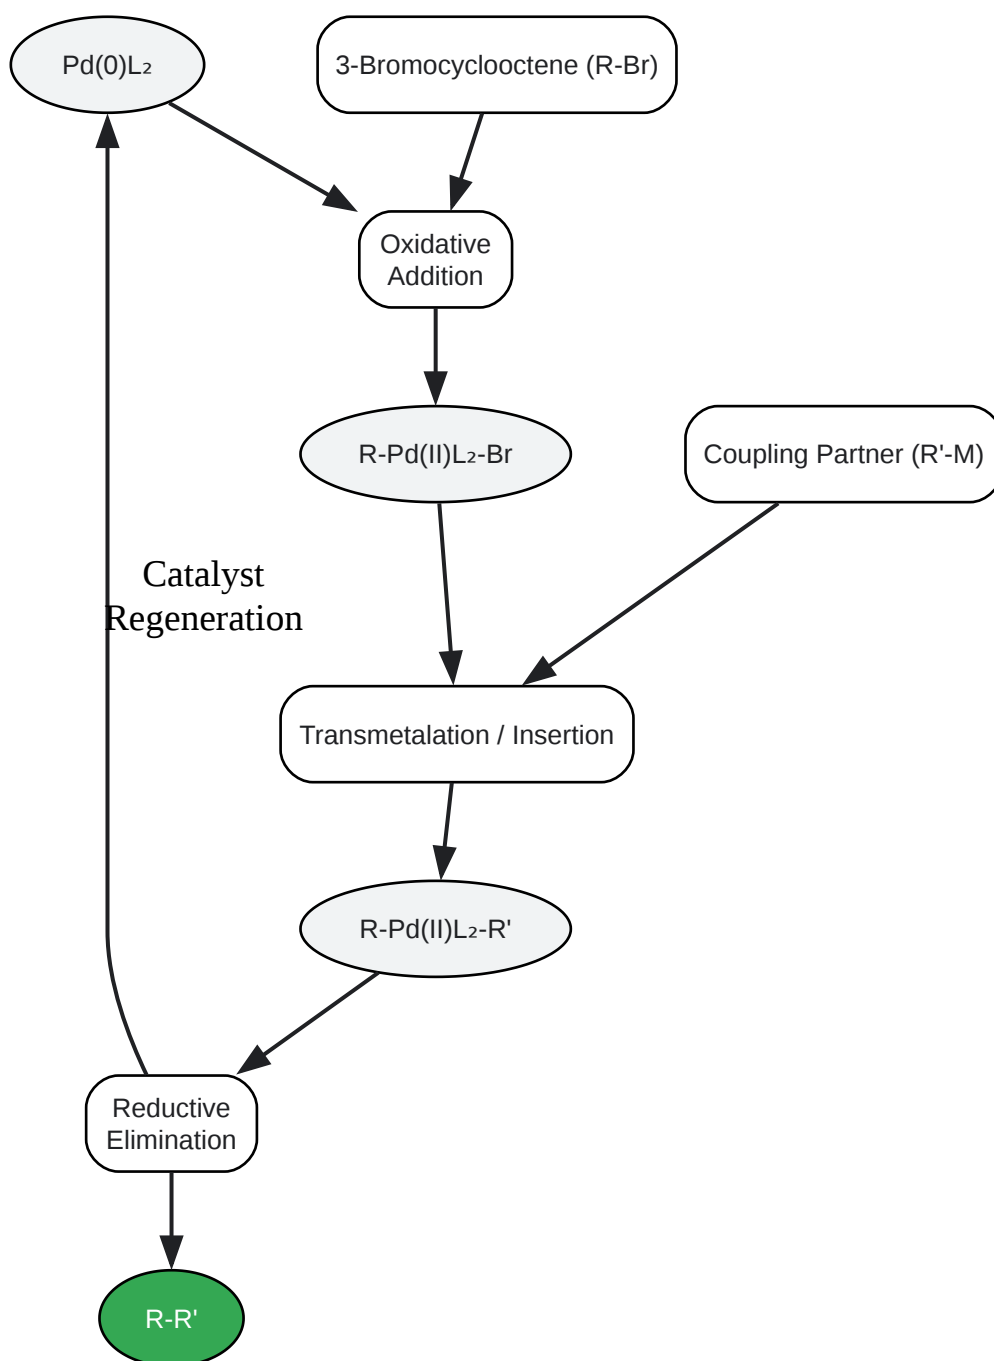 Pd(0)L₂
3-Bromocyclooctene (R-Br)
Oxidative
Addition
R-Pd(II)L₂-Br
Coupling Partner (R'-M)
Catalyst
Regeneration
Transmetalation / Insertion
R-Pd(II)L₂-R'
Reductive
Elimination
R-R'